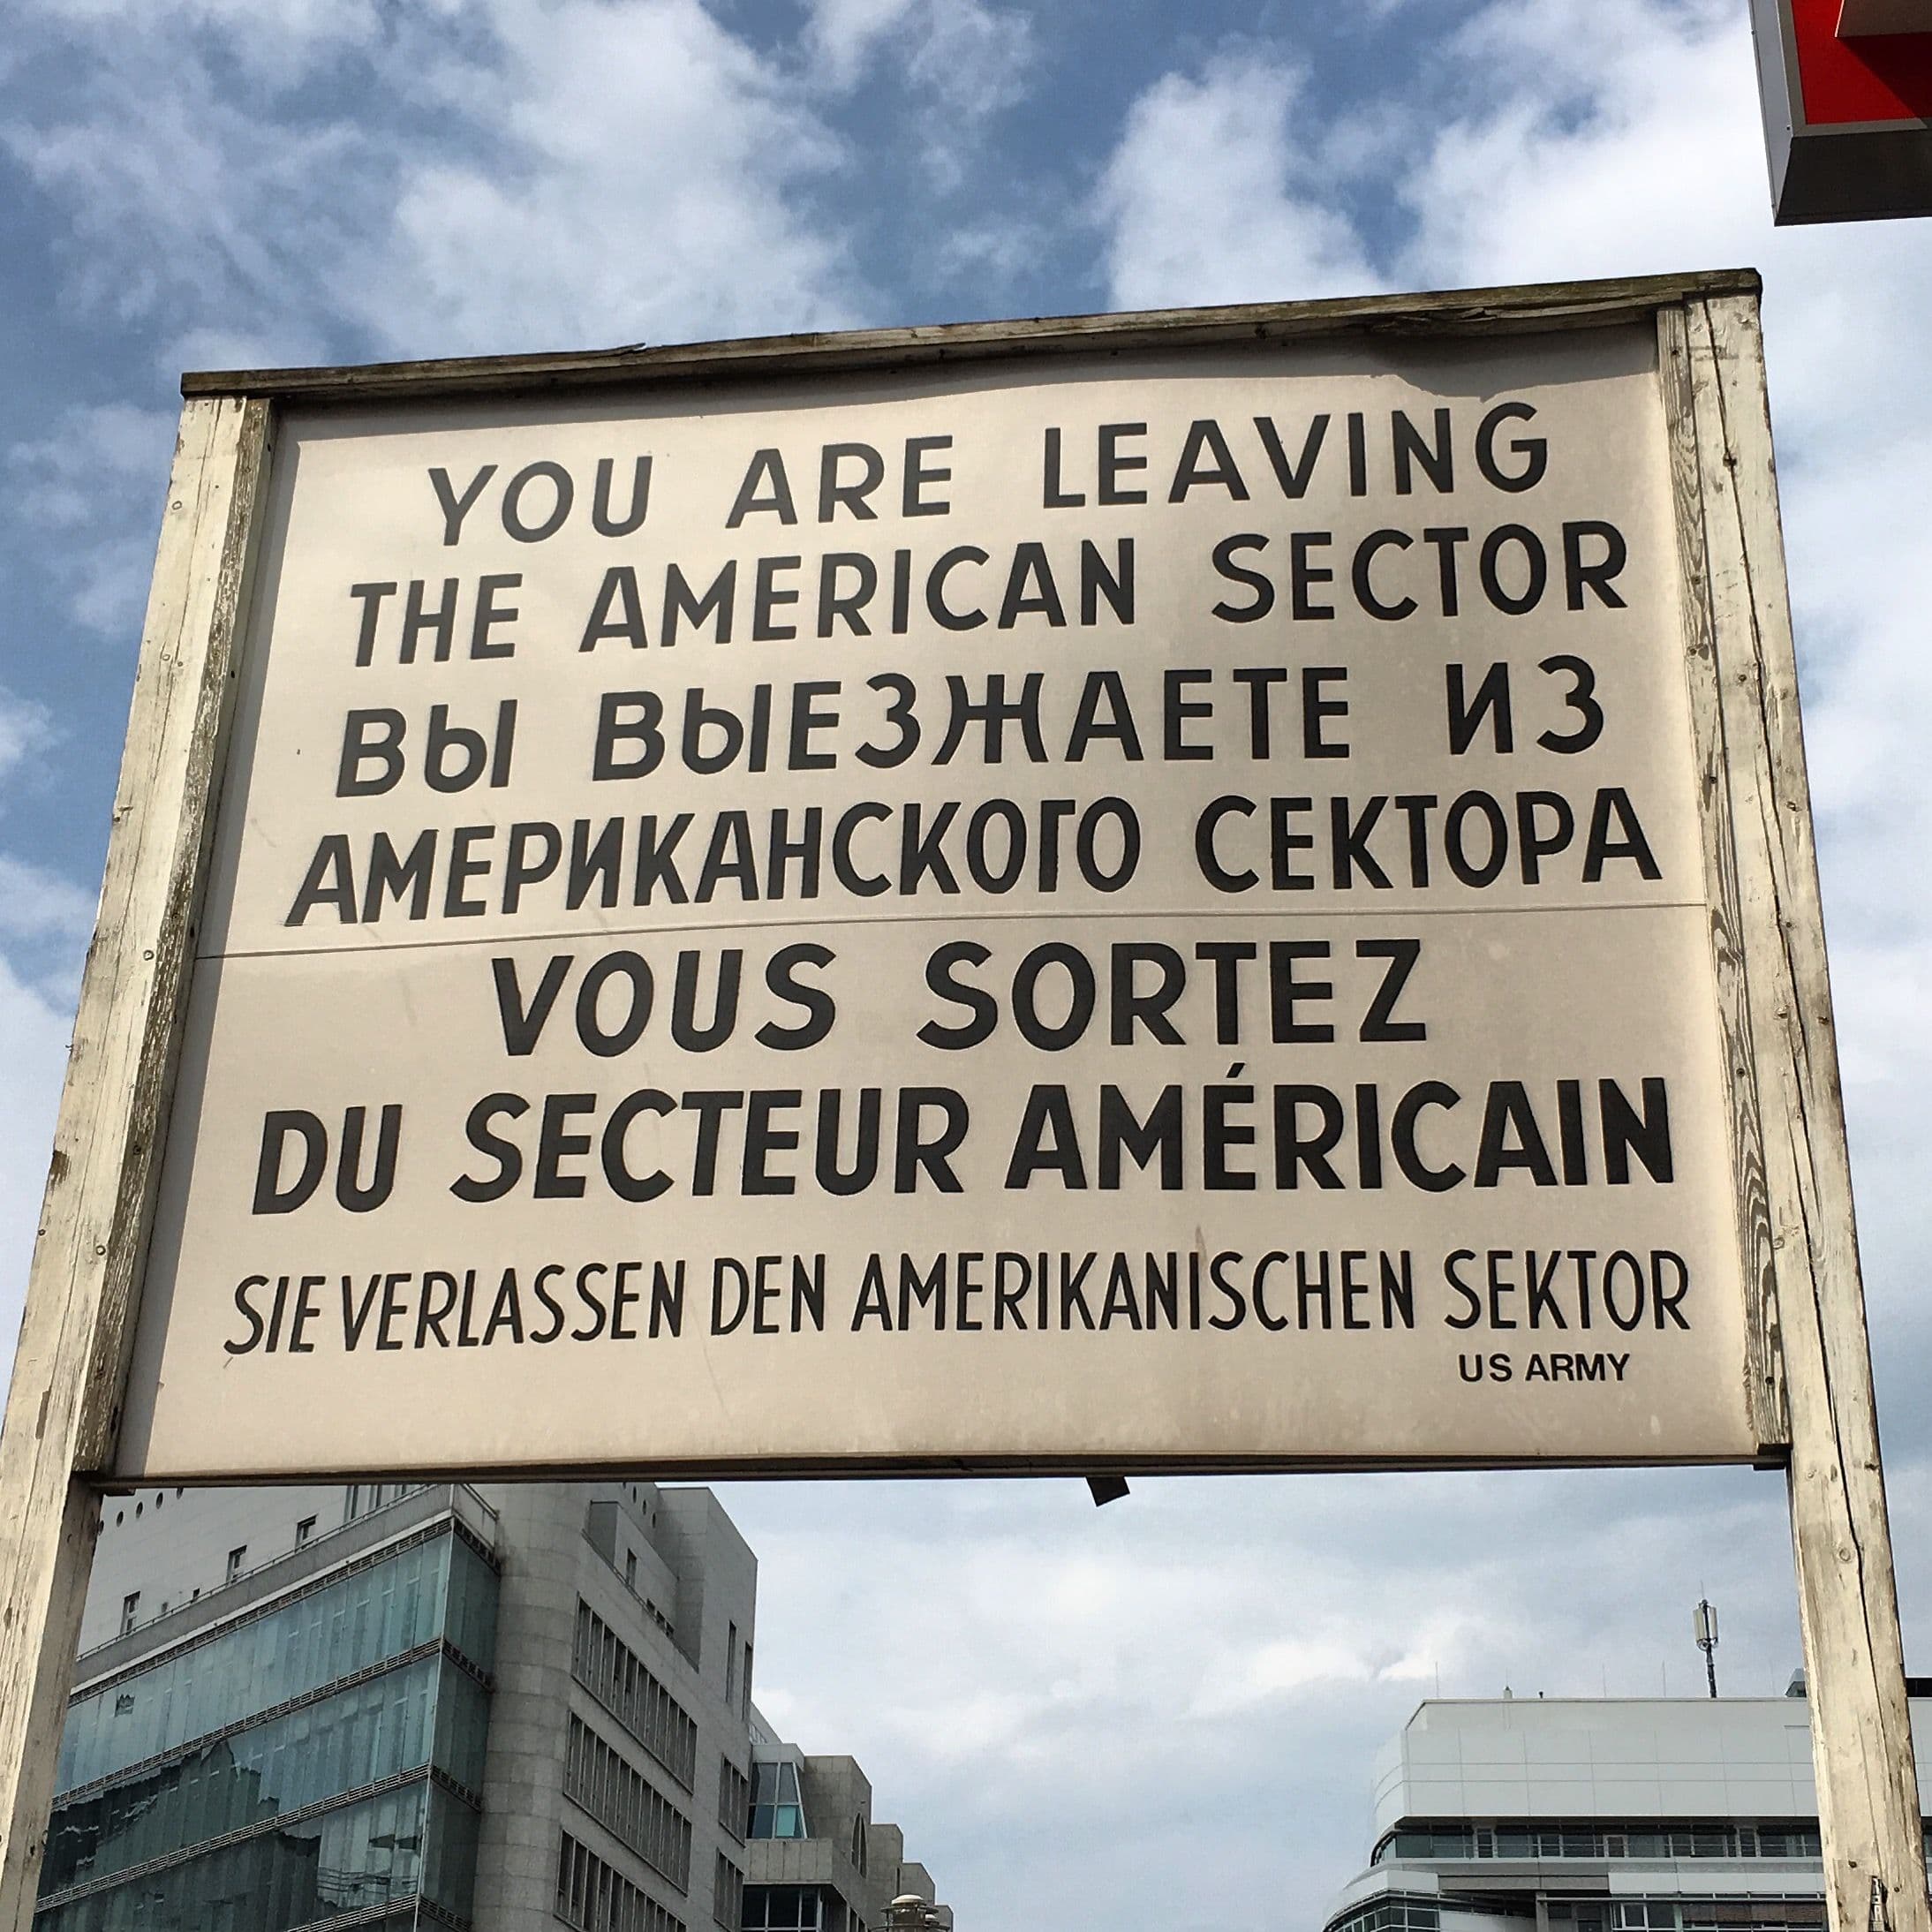 YOU ARE LEAVING
THE AMERICAN SECTOR
ВЫ ВЫЕЗЖАЕТЕ ИЗ
АМЕРИКАНСКОГО СЕКТОРА
VOUS SORTEZ
DU SECTEUR AMÉRICAIN
SIE VERLASSEN DEN AMERIKANISCHEN SEKTOR
US ARMY